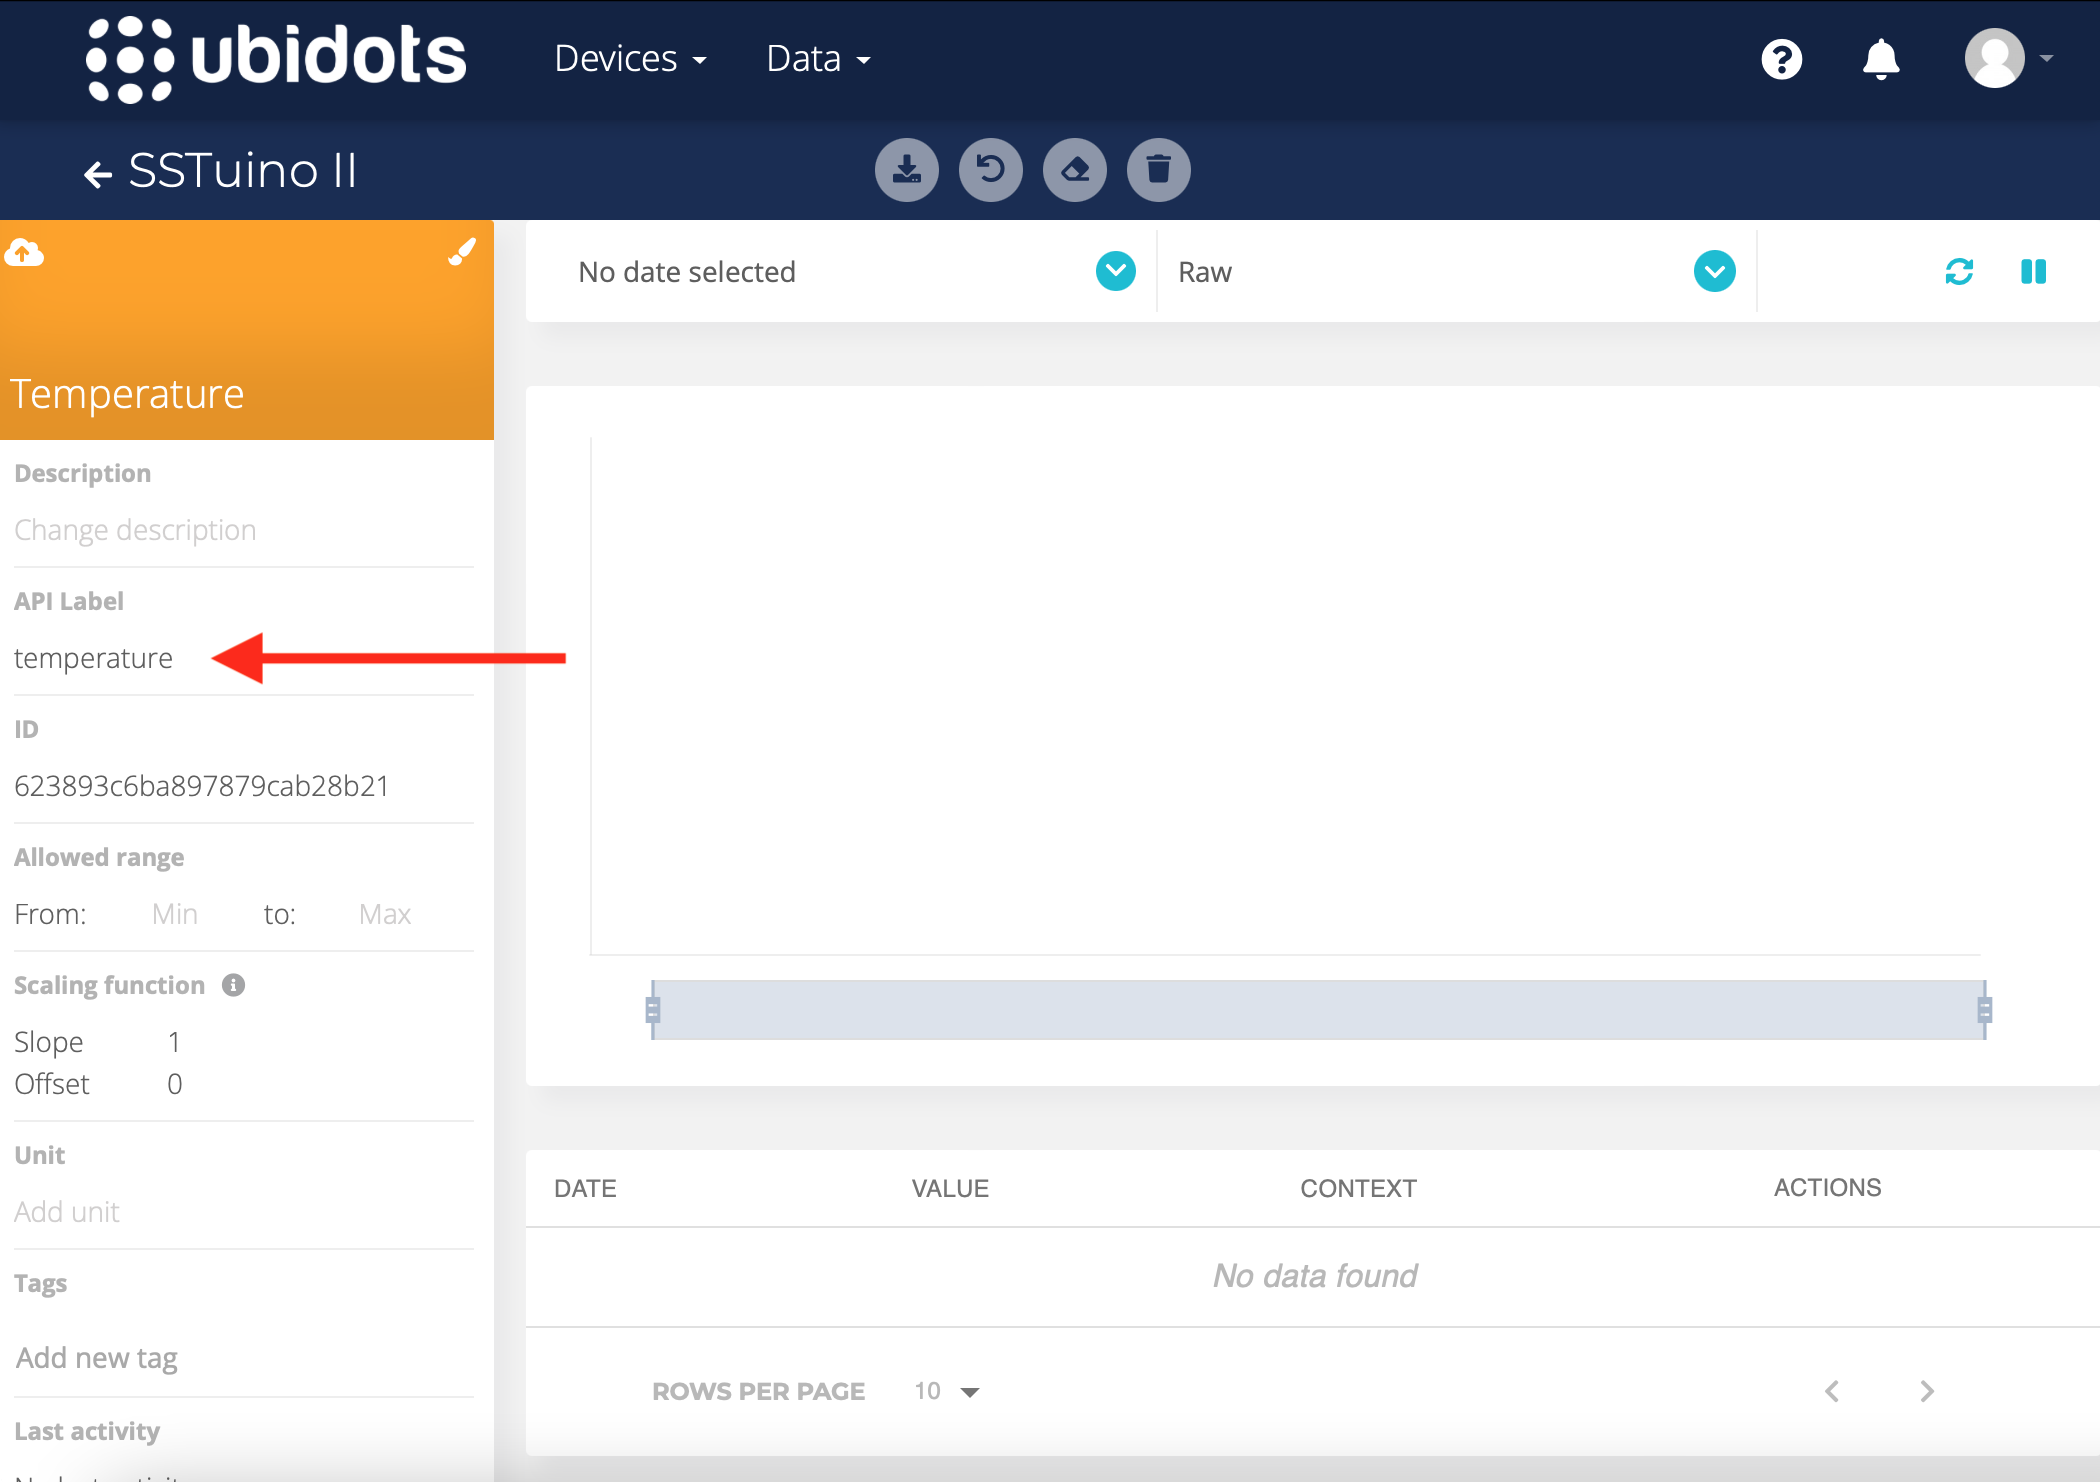 ubidots
Devices
Data
SSTuino II
No date selected
Raw
Temperature
Description
Change description
API Label
temperature
ID
623893c6ba897879cab28b21
Allowed range
From: Min to: Max
Scaling function
Slope 1
Offset 0
Unit
Add unit
Tags
Add new tag
Last activity
DATE VALUE CONTEXT ACTIONS
No data found
ROWS PER PAGE 10